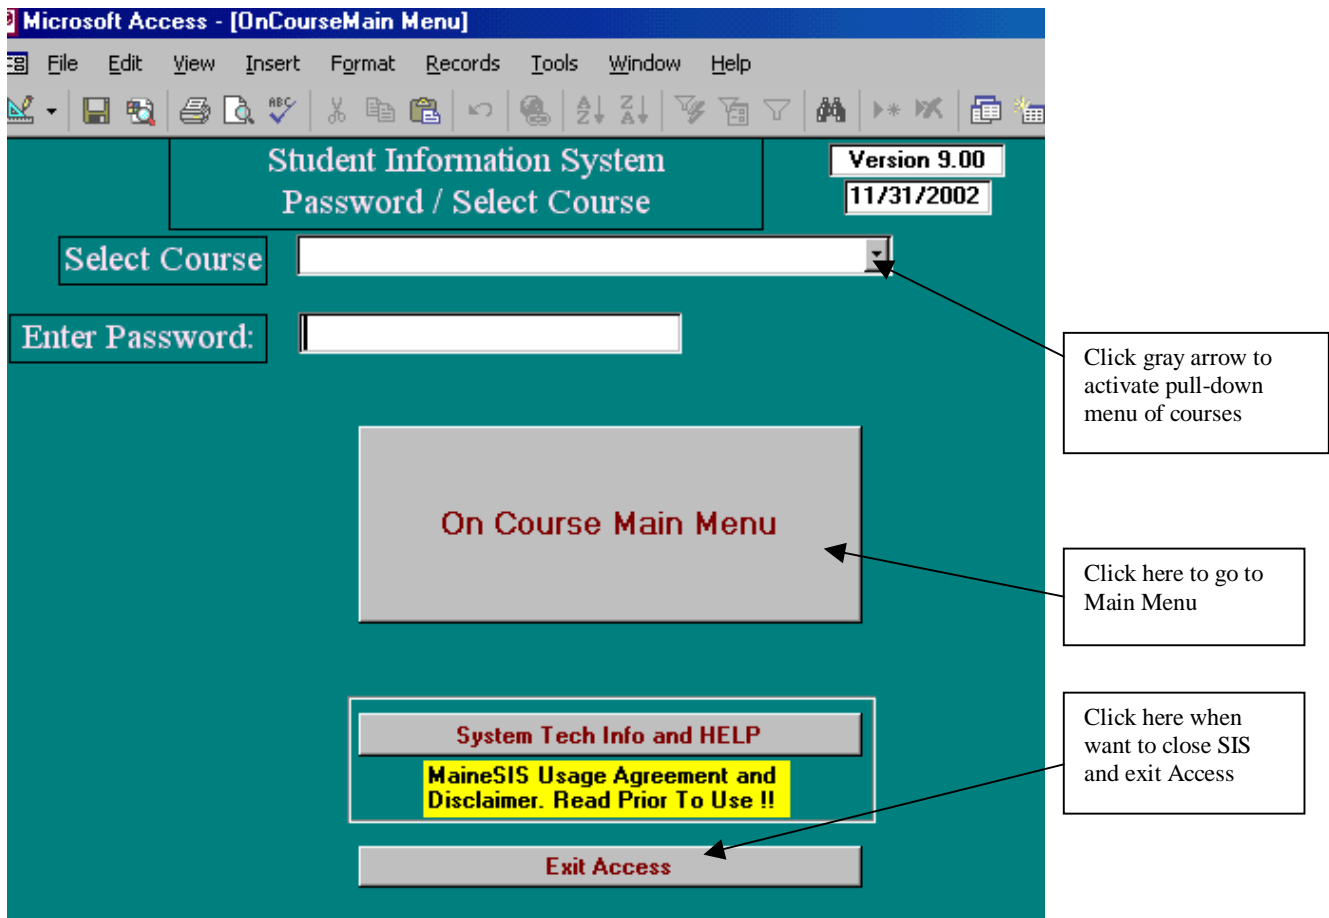 Microsoft Access - [OnCourseMain Menu]
File Edit View Insert Format Records Tools Window Help
Student Information System
Password / Select Course
Version 9.00
11/31/2002
Select Course
Enter Password:
Click gray arrow to
activate pull-down
menu of courses
On Course Main Menu
Click here to go to
Main Menu
System Tech Info and HELP
MaineSIS Usage Agreement and
Disclaimer. Read Prior To Use !!
Click here when
want to close SIS
and exit Access
Exit Access